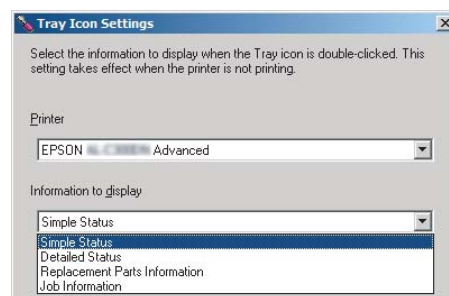 Tray Icon Settings
Select the information to display when the Tray icon is double-clicked. This
setting takes effect when the printer is not printing.
Printer
EPSON Advanced
Information to display
Simple Status
Simple Status
Detailed Status
Replacement Parts Information
Job Information